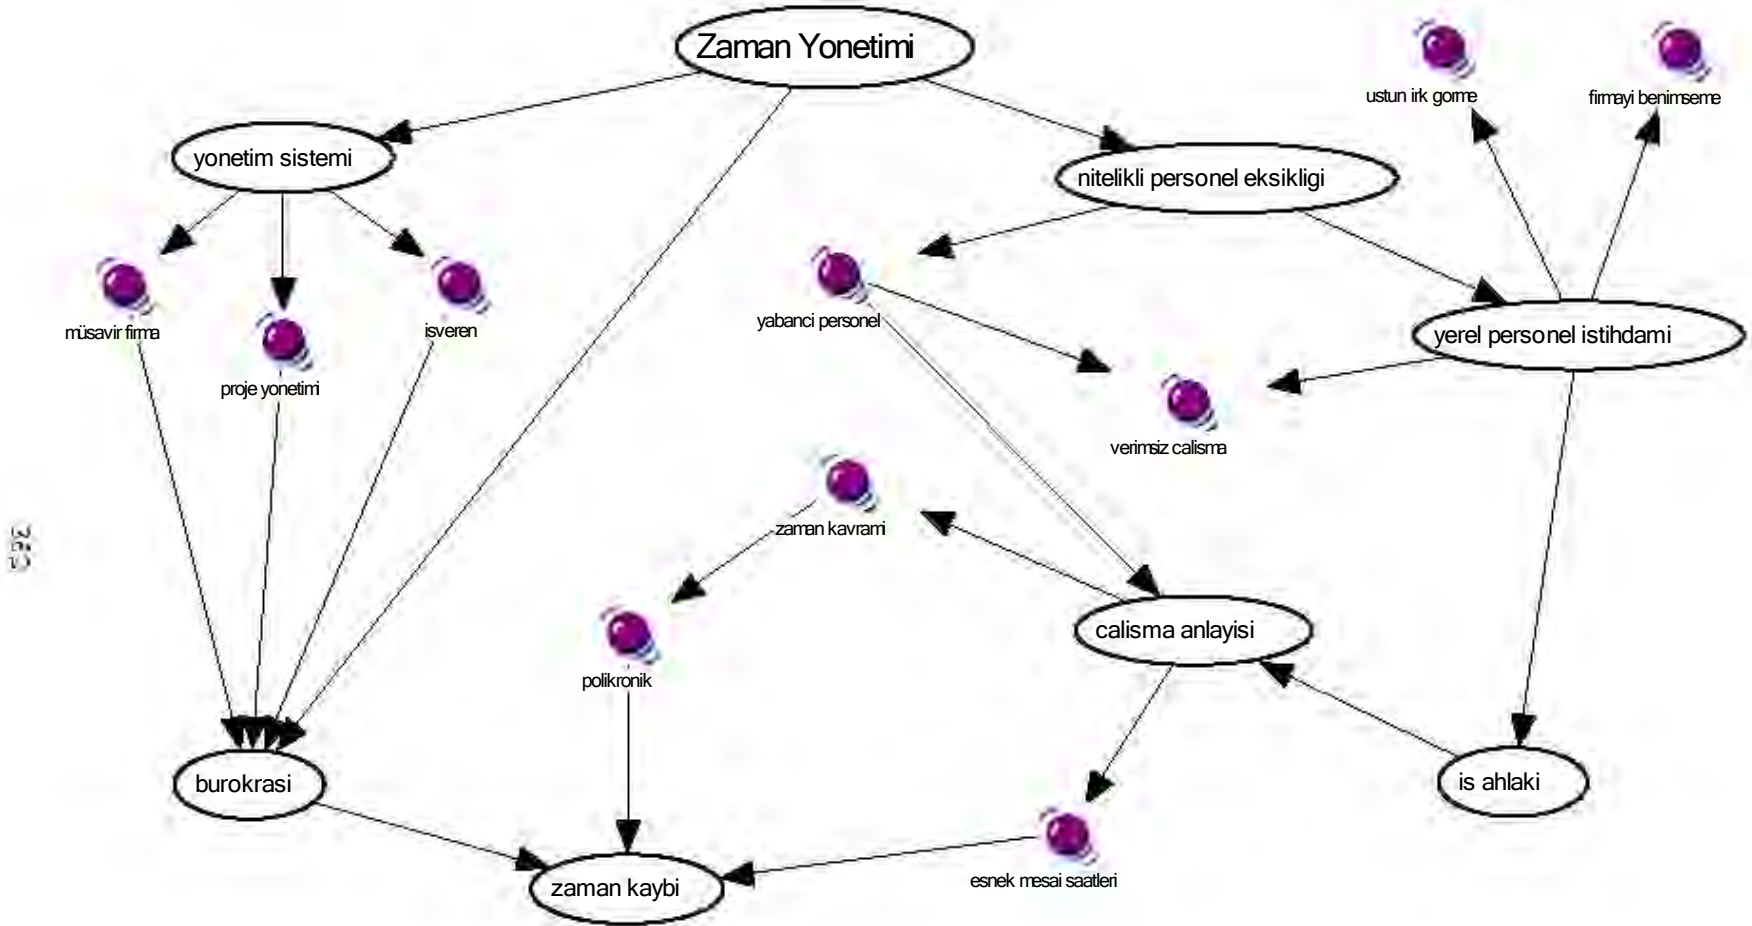 Zaman Yonetimi
ustun irk gorme
firmayi benimseme
yonetim sistemi
nitelikli personel eksikligi
müsavir firma
proje yonetimi
isveren
yabanci personel
yerel personel istihdami
verimsiz calisma
zaman kavrami
polikronik
calisma anlayisi
burokrasi
is ahlaki
zaman kaybi
esnek mesai saatleri